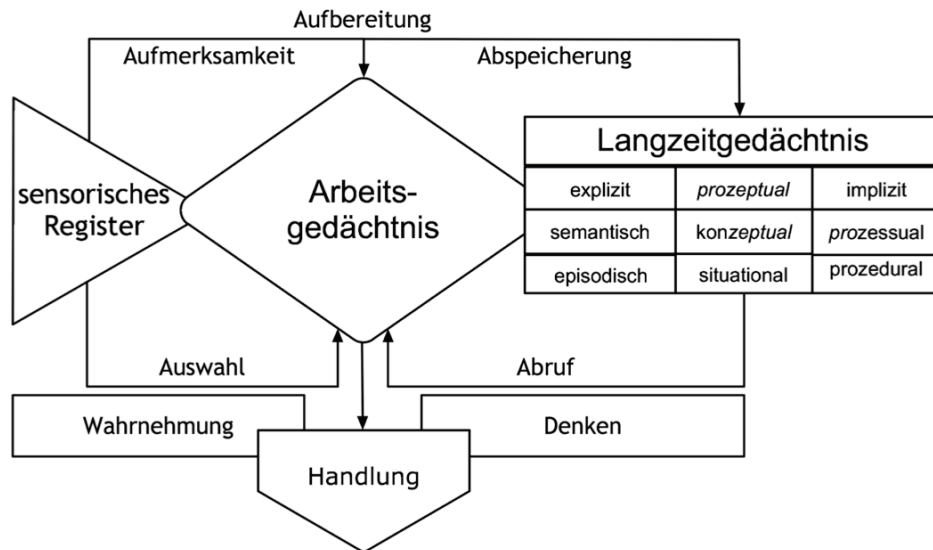 Aufbereitung
Aufmerksamkeit
Abspeicherung
sensorisches
Register
Arbeits-
gedächtnis
Langzeitgedächtnis
explizit prozeptual implizit
semantisch konzeptual prozessual
episodisch situational prozedural
Auswahl
Abruf
Wahrnehmung
Denken
Handlung